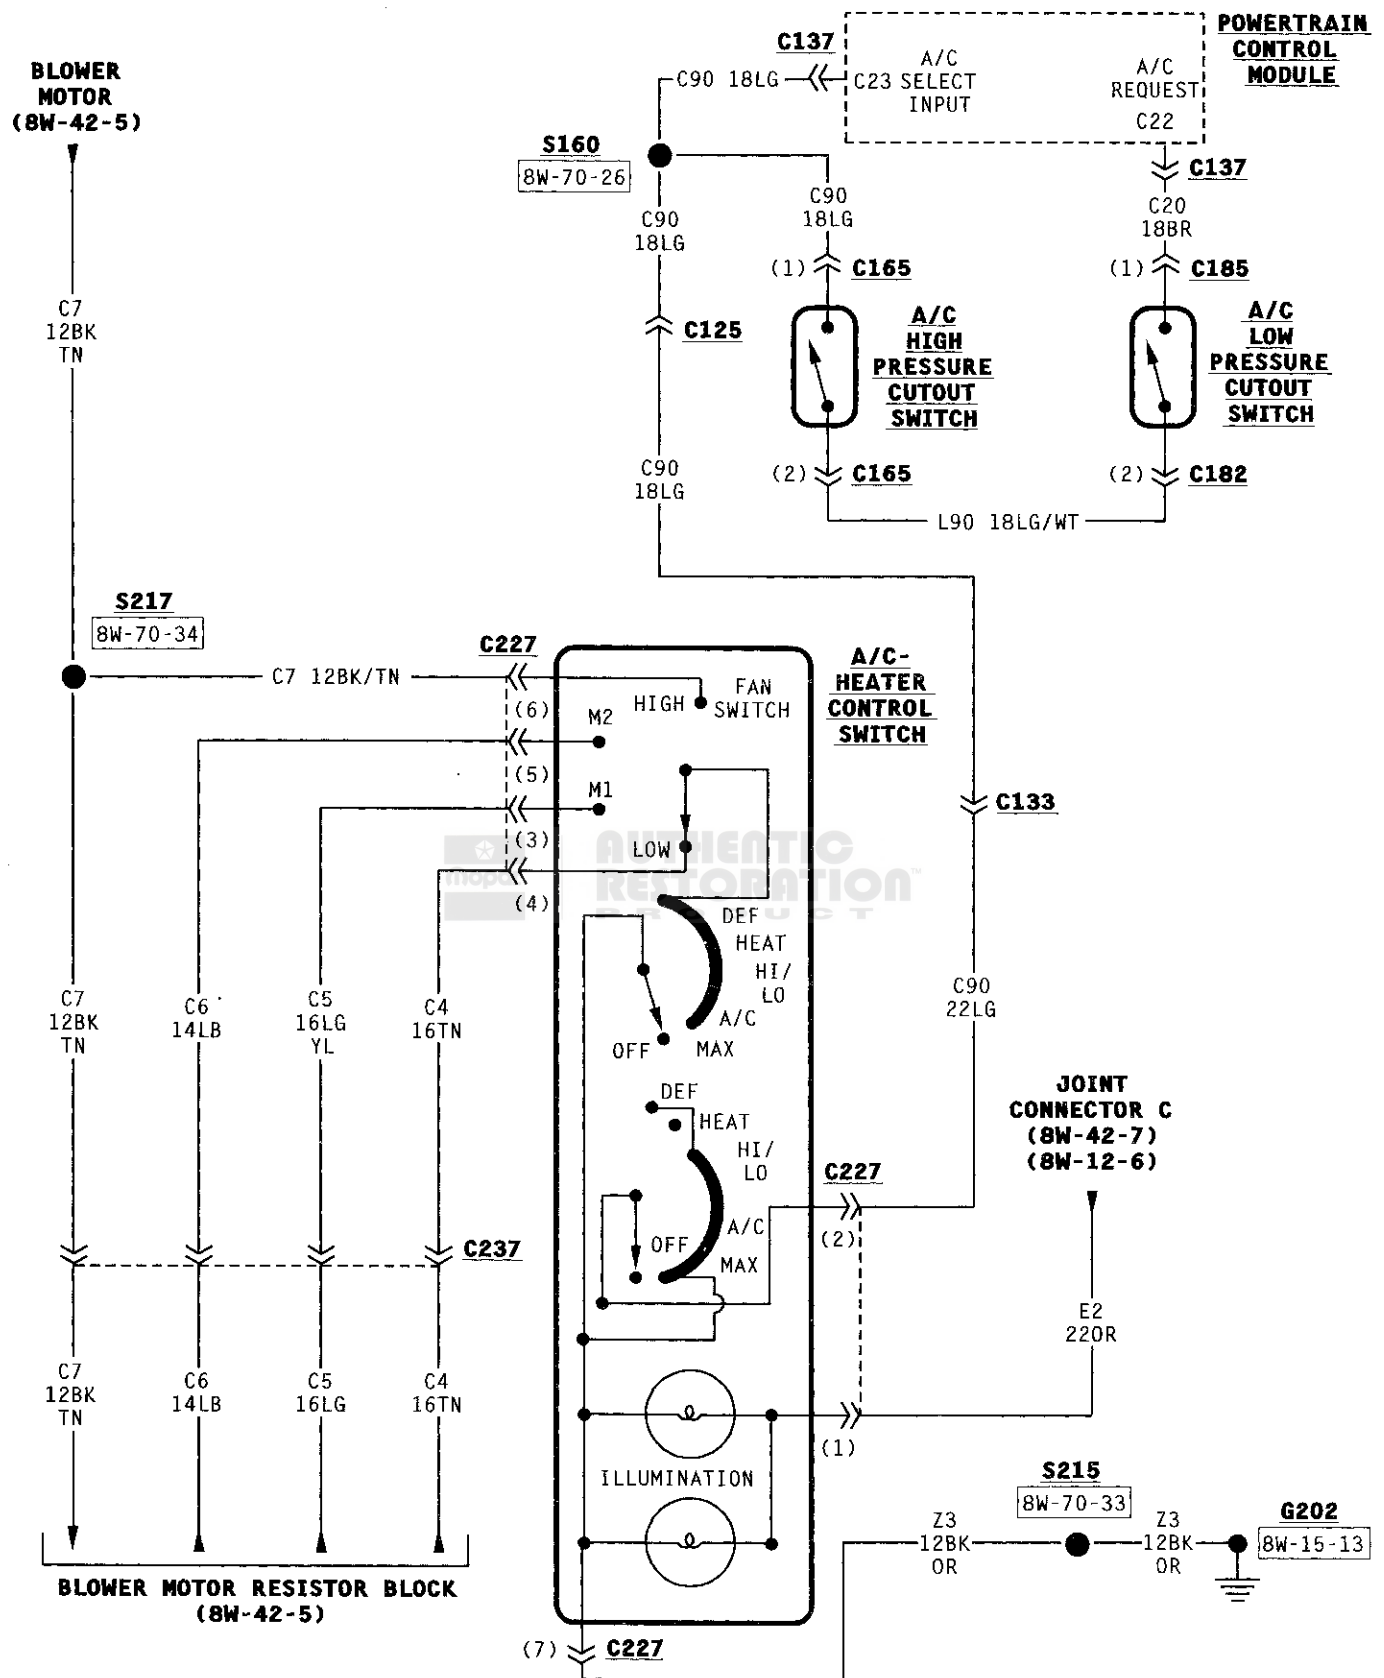 POWERTRAIN
CONTROL
MODULE
C137
A/C
SELECT
INPUT
A/C
REQUEST
C90 18LG
C23
C22
BLOWER
MOTOR
(8W-42-5)
S160
8W-70-26
C137
C90
18LG
C90
18LG
C20
18BR
(1)
C165
(1)
C185
C7
12BK
TN
C125
A/C
HIGH
PRESSURE
CUTOUT
SWITCH
A/C
LOW
PRESSURE
CUTOUT
SWITCH
C90
18LG
(2)
C165
(2)
C182
L90 18LG/WT
S217
8W-70-34
C227
C7 12BK/TN
A/C-
HEATER
CONTROL
SWITCH
HIGH
FAN
SWITCH
(6)
M2
(5)
M1
(3)
LOW
(4)
C133
mopar
AUTHENTIC
RESTORATION™
PRODUCT
DEF
HEAT
HI/
LO
A/C
MAX
OFF
C7
12BK
TN
C6
14LB
C5
16LG
YL
C4
16TN
C90
22LG
DEF
HEAT
HI/
LO
A/C
OFF
MAX
JOINT
CONNECTOR C
(8W-42-7)
(8W-12-6)
C227
(2)
C237
E2
22OR
C7
12BK
TN
C6
14LB
C5
16LG
C4
16TN
(1)
ILLUMINATION
S215
8W-70-33
Z3
12BK
OR
Z3
12BK
OR
G202
8W-15-13
BLOWER MOTOR RESISTOR BLOCK
(8W-42-5)
(7)
C227